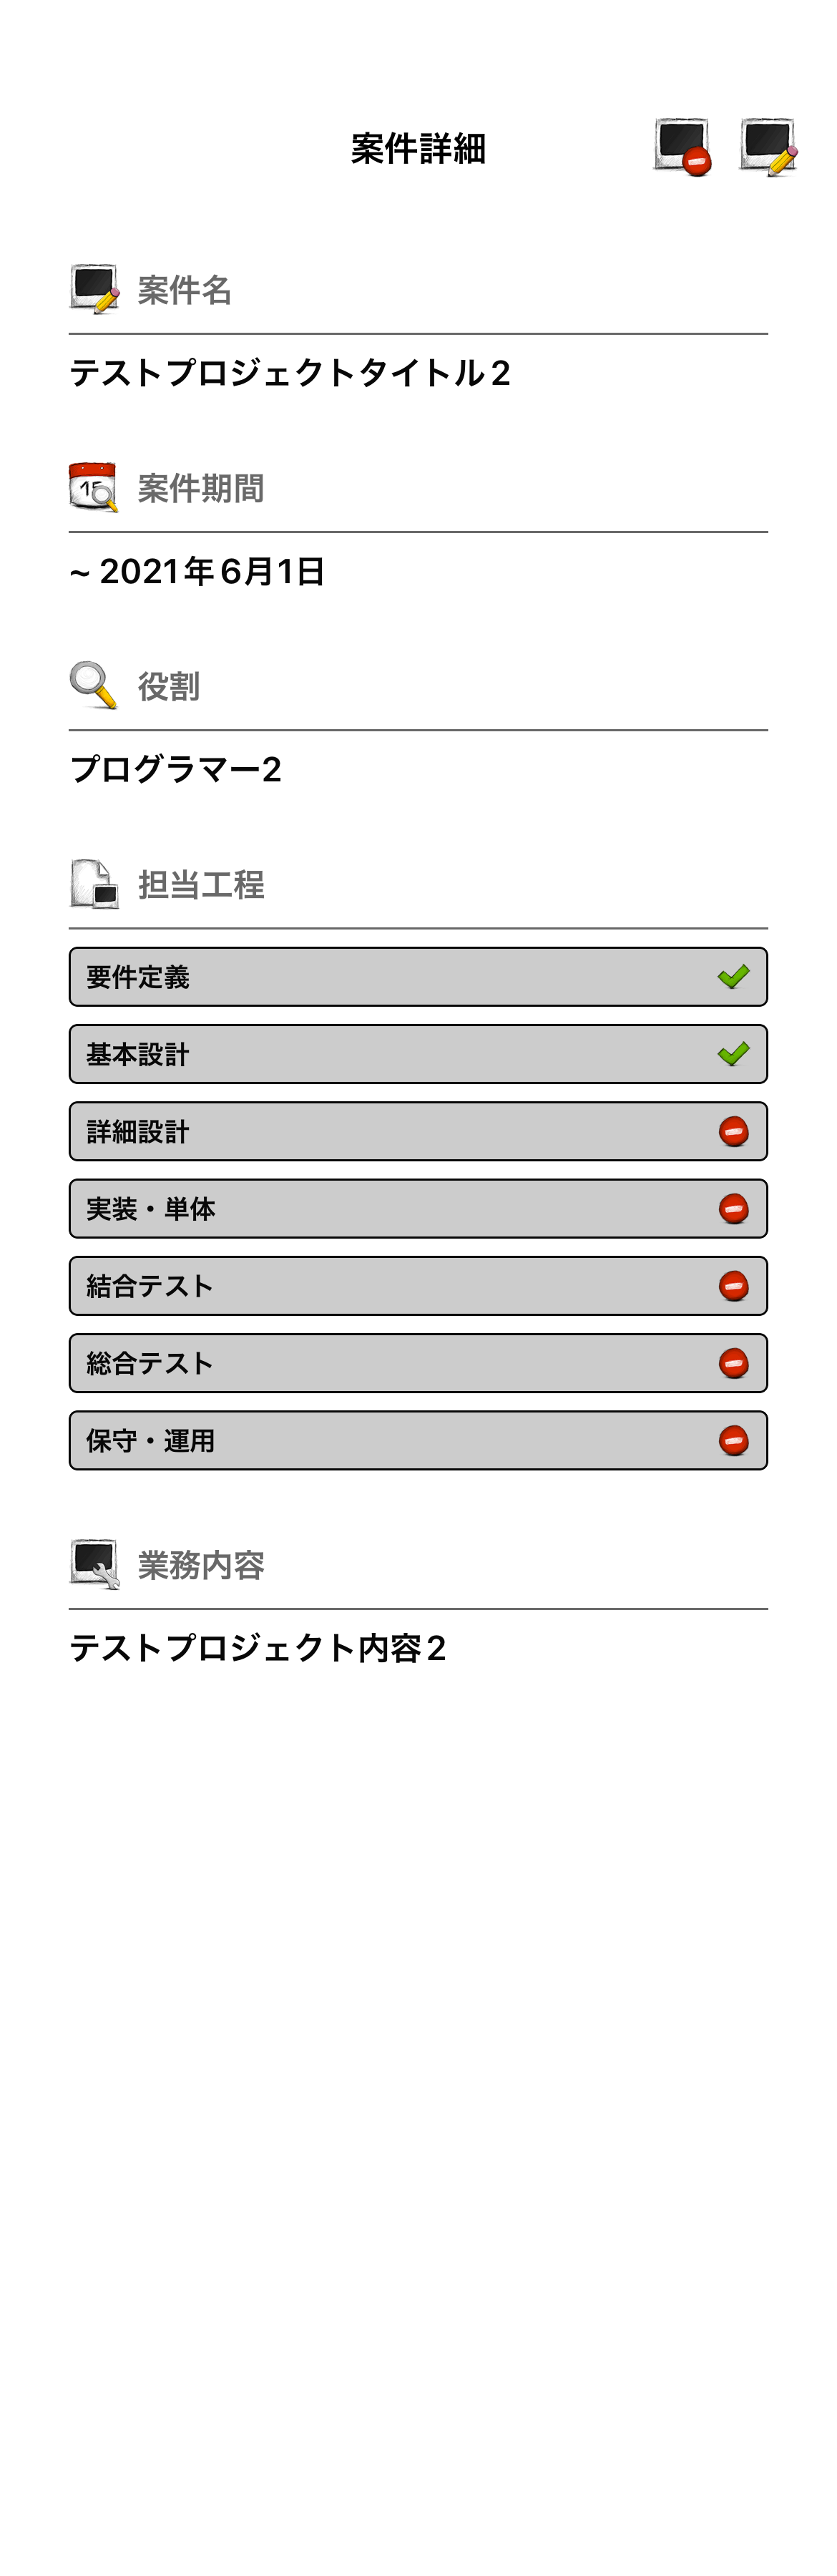 案件詳細
案件名
テストプロジェクトタイトル2
案件期間
~ 2021年6月1日
役割
プログラマー2
担当工程
要件定義
基本設計
詳細設計
実装・単体
結合テスト
総合テスト
保守・運用
業務内容
テストプロジェクト内容2